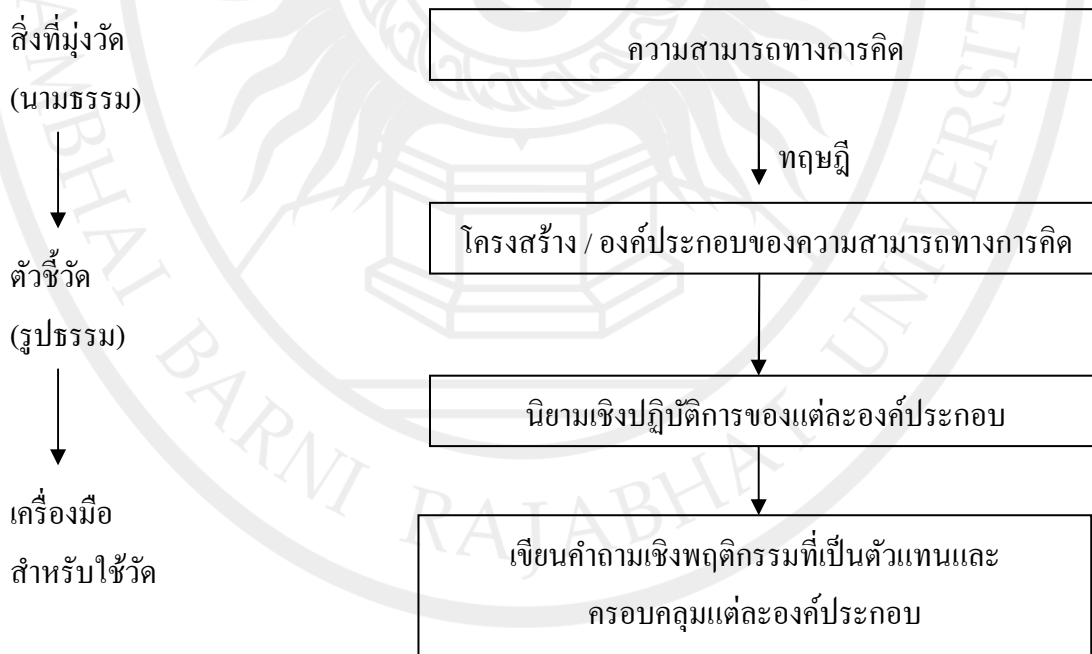 สิ่งที่มุ่งวัด
(นามธรรม)
ตัวชี้วัด
(รูปธรรม)
เครื่องมือ
สำหรับใช้วัด
ความสามารถทางการคิด
ทฤษฎี
โครงสร้าง / องค์ประกอบของความสามารถทางการคิด
นิยามเชิงปฏิบัติการของแต่ละองค์ประกอบ
เขียนคำถามเชิงพฤติกรรมที่เป็นตัวแทนและ
ครอบคลุมแต่ละองค์ประกอบ
AMBHAI BARNI RAJABHAT UNIVERSIT